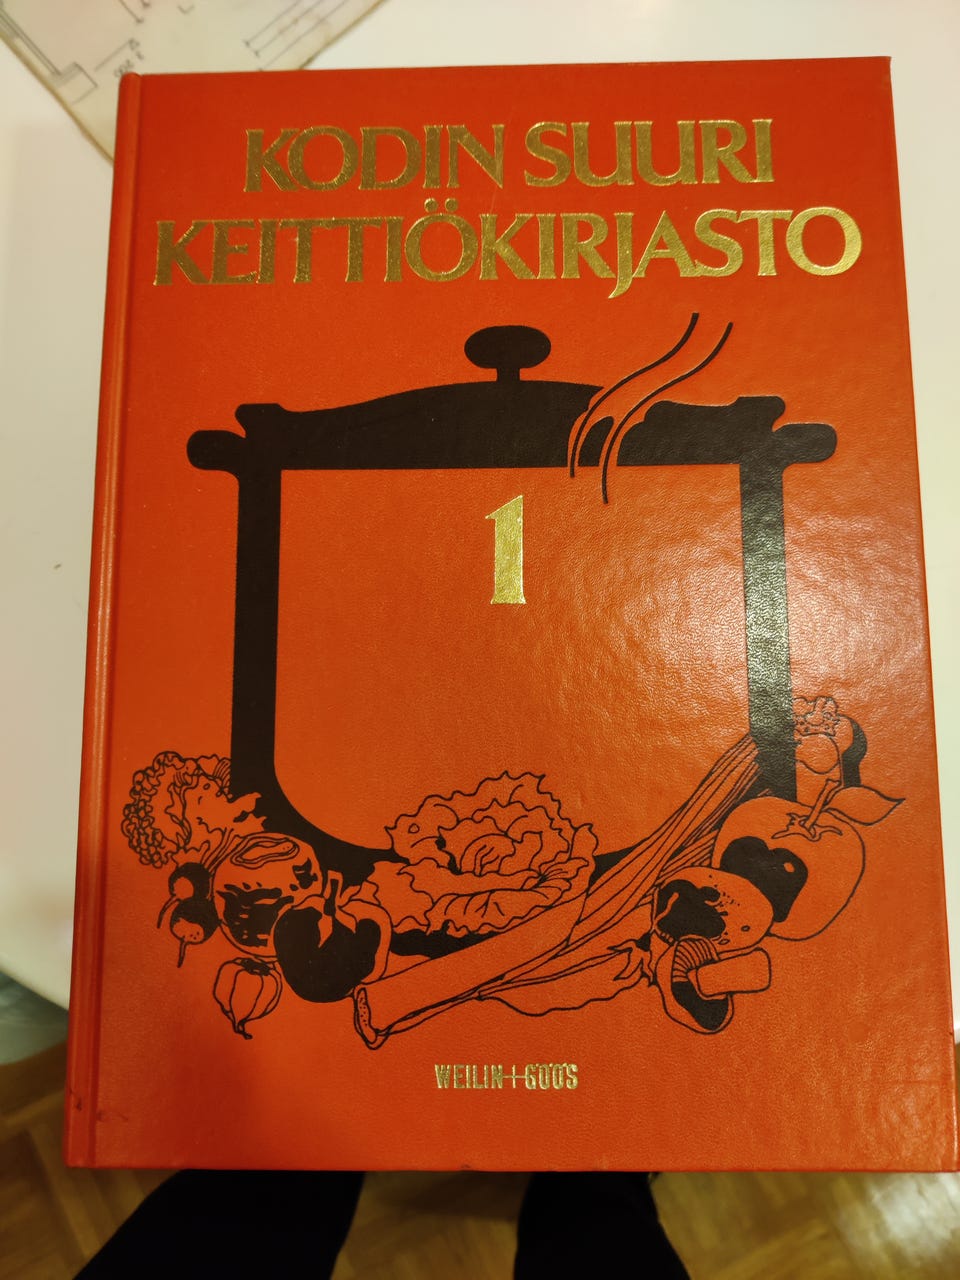 KODIN SUURI
KEITTIÖKIRJASTO
1
WEILIN+GÖÖS